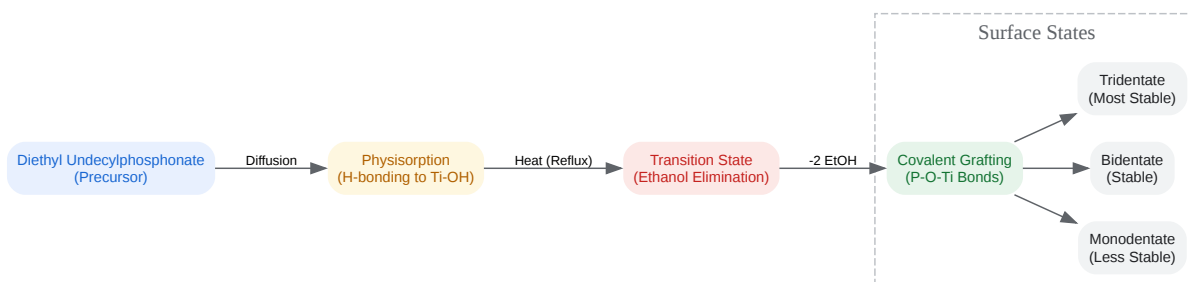 Surface States
Diethyl Undecylphosphonate
(Precursor)
Diffusion
Physisorption
(H-bonding to Ti-OH)
Heat (Reflux)
Transition State
(Ethanol Elimination)
-2 EtOH
Covalent Grafting
(P-O-Ti Bonds)
Tridentate
(Most Stable)
Bidentate
(Stable)
Monodentate
(Less Stable)